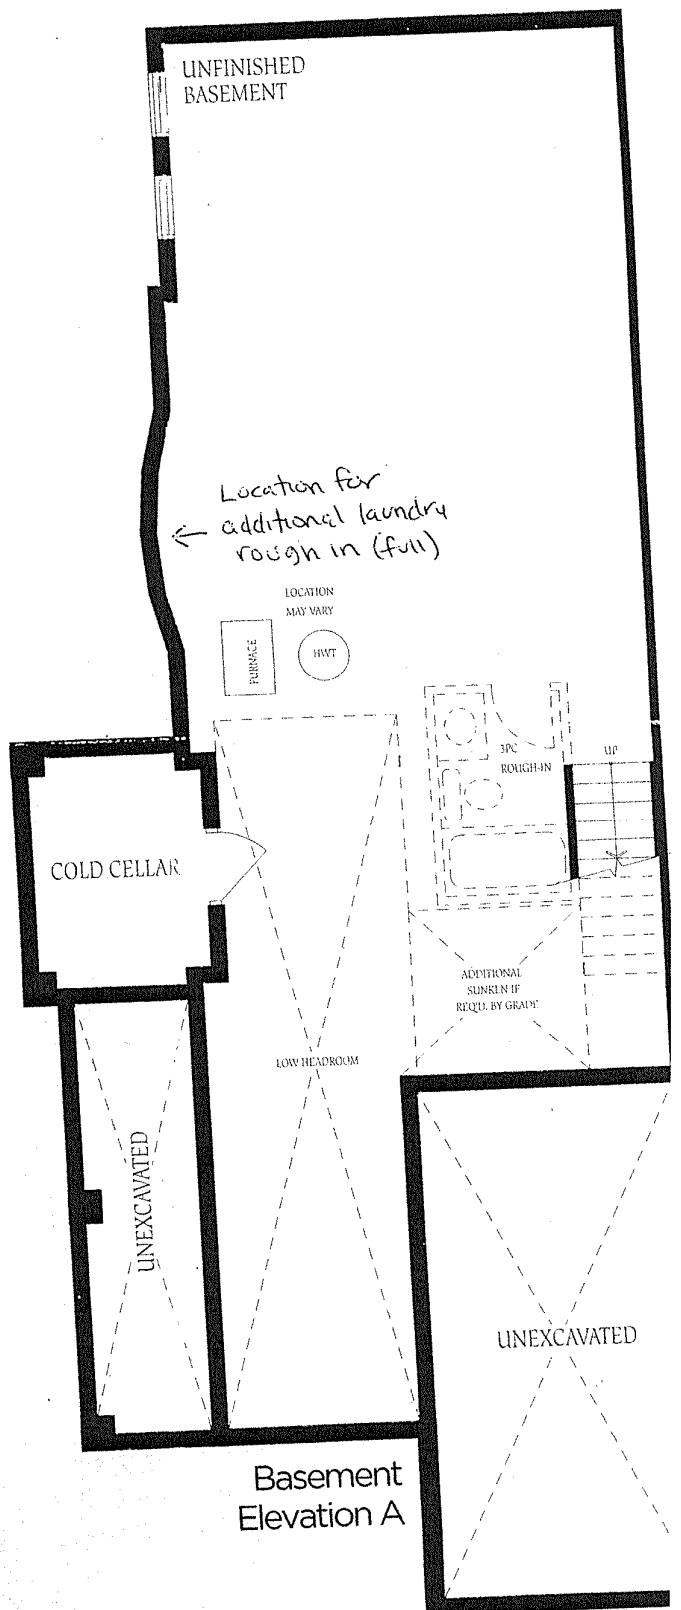 UNFINISHED
BASEMENT
Location for
additional laundry
rough in (full)
LOCATION
MAY VARY
FURNACE
HWT
3PC
ROUGH-IN
UP
COLD CELLAR
ADDITIONAL
SUNKEN IF
REQ'D. BY GRADE
LOW HEADROOM
UNEXCAVATED
UNEXCAVATED
Basement
Elevation A